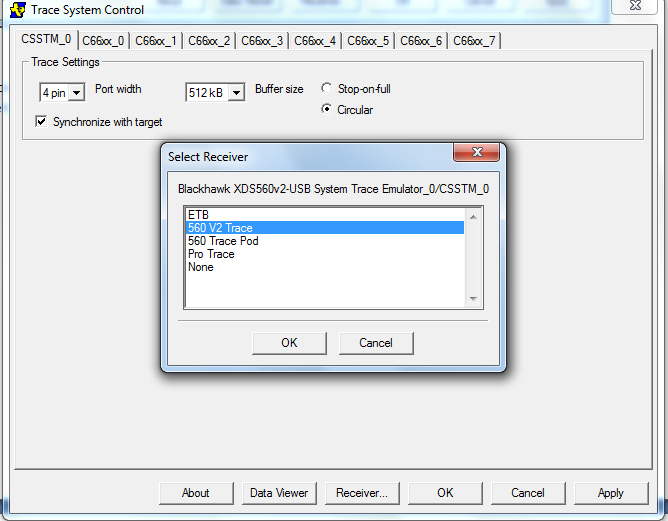 Trace System Control
CSSTM_0 C66xx_0 C66xx_1 C66xx_2 C66xx_3 C66xx_4 C66xx_5 C66xx_6 C66xx_7
Trace Settings
4 pin Port width 512 kB Buffer size Stop-on-full
Circular
Synchronize with target
Select Receiver
Blackhawk XDS560v2-USB System Trace Emulator_0/CSSTM_0
ETB
560 V2 Trace
560 Trace Pod
Pro Trace
None
OK Cancel
About Data Viewer Receiver... OK Cancel Apply